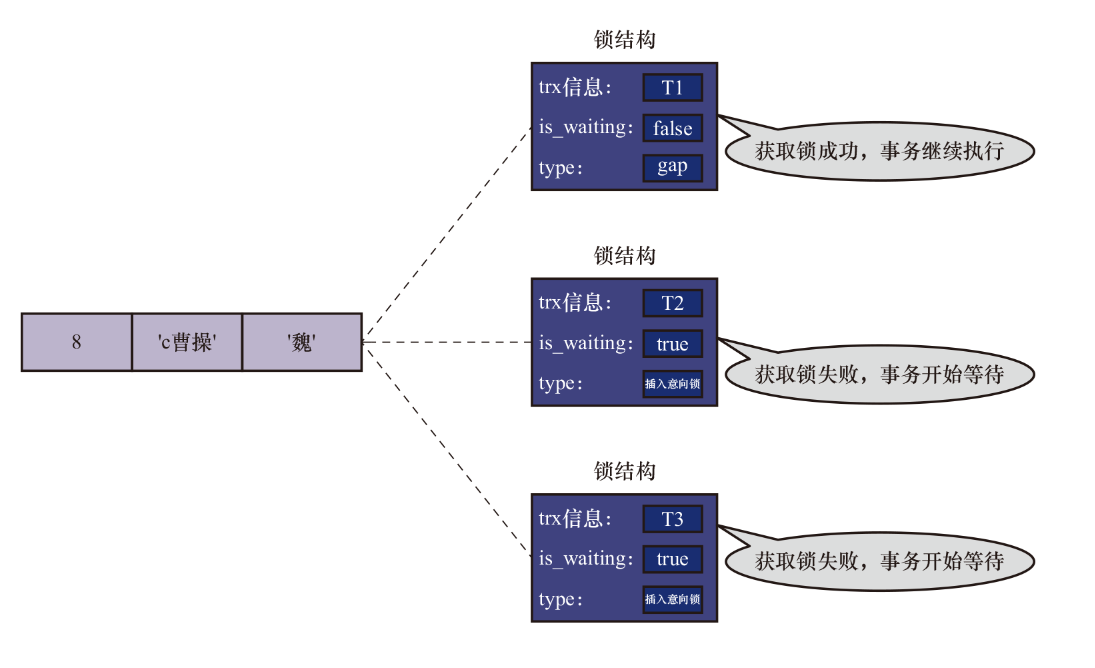 锁结构
trx信息： T1
is_waiting： false
type： gap
获取锁成功，事务继续执行
锁结构
trx信息： T2
is_waiting： true
type： 插入意向锁
获取锁失败，事务开始等待
8 'c曹操' '魏'
锁结构
trx信息： T3
is_waiting： true
type： 插入意向锁
获取锁失败，事务开始等待